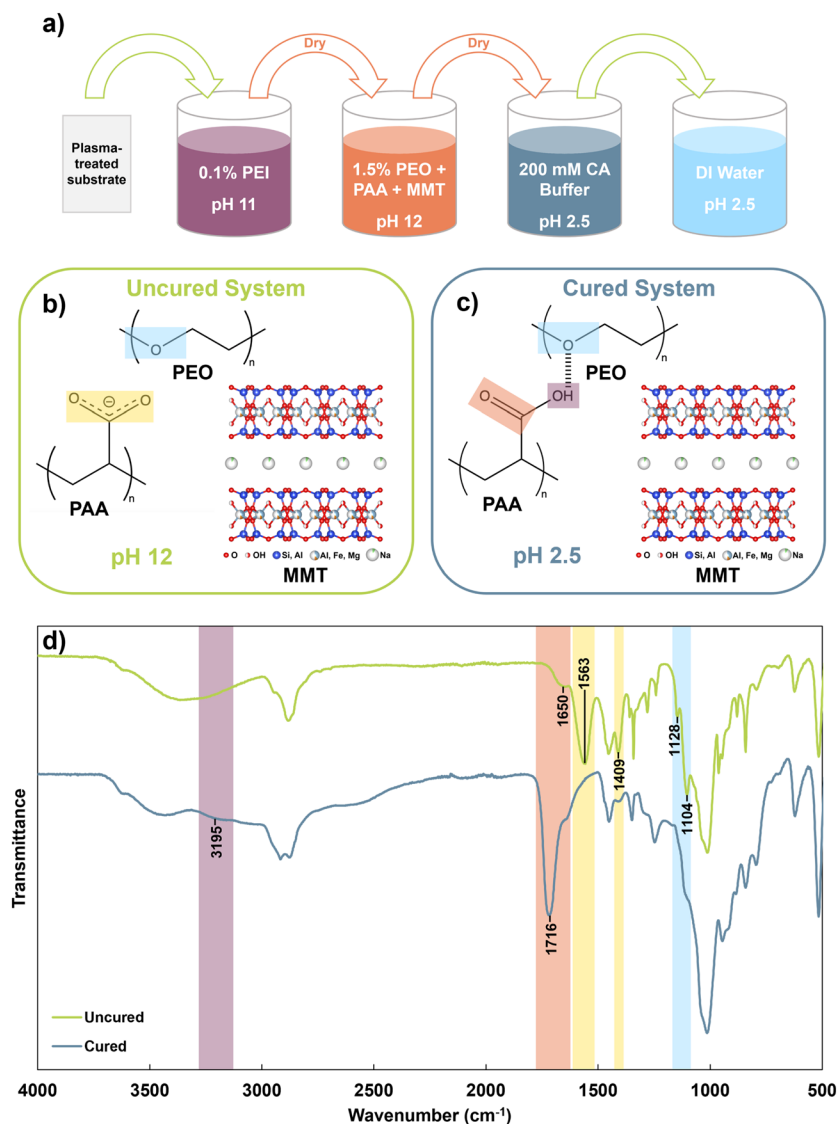 a)
Dry
Dry
Plasma-
treated
substrate
0.1% PEI
pH 11
1.5% PEO +
PAA + MMT
pH 12
200 mM CA
Buffer
pH 2.5
DI Water
pH 2.5
b)
Uncured System
O
n
PEO
O
O
n
PAA
pH 12
O OH Si, Al Al, Fe, Mg Na
MMT
c)
Cured System
O
n
PEO
O
OH
n
PAA
pH 2.5
O OH Si, Al Al, Fe, Mg Na
MMT
d)
1650
1563
1409
1128
1104
3195
1716
Transmittance
Uncured
Cured
4000 3500 3000 2500 2000 1500 1000 500
Wavenumber (cm⁻¹)